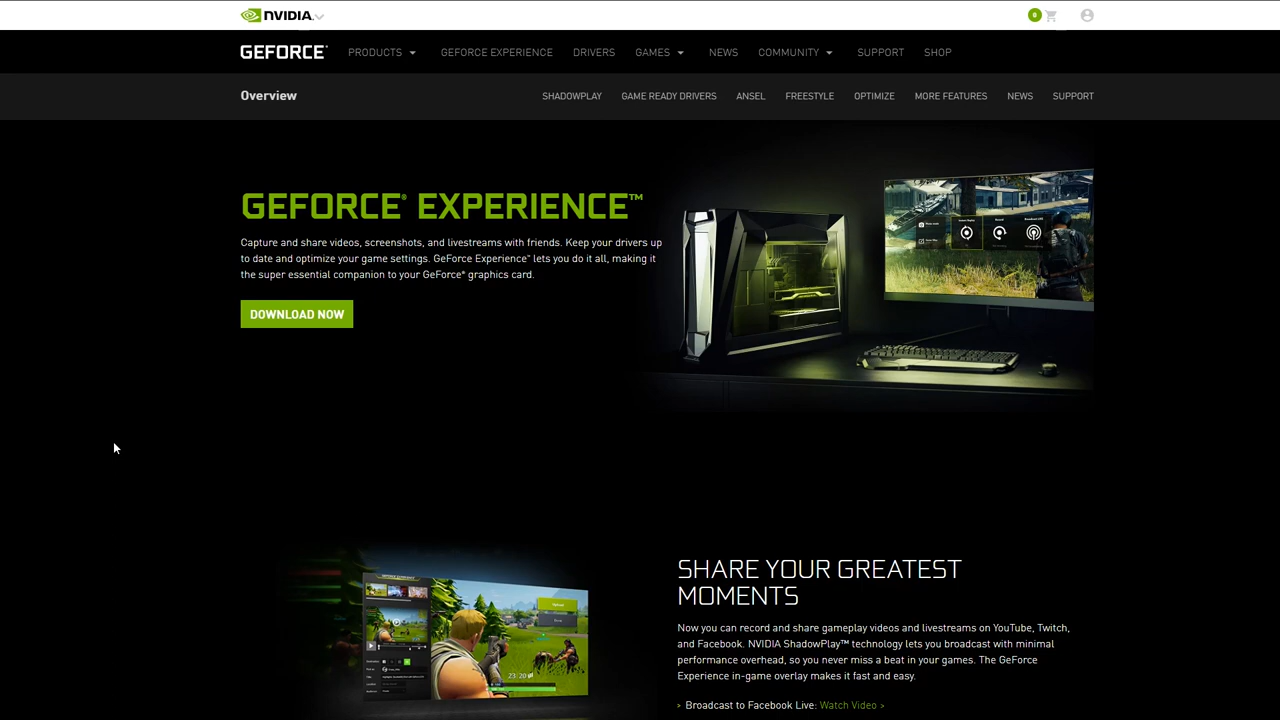 NVIDIA.
0
GEFORCE®
PRODUCTS
GEFORCE EXPERIENCE
DRIVERS
GAMES
NEWS
COMMUNITY
SUPPORT
SHOP
Overview
SHADOWPLAY
GAME READY DRIVERS
ANSEL
FREESTYLE
OPTIMIZE
MORE FEATURES
NEWS
SUPPORT
GEFORCE® EXPERIENCE™
Capture and share videos, screenshots, and livestreams with friends. Keep your drivers up
to date and optimize your game settings. GeForce Experience™ lets you do it all, making it
the super essential companion to your GeForce® graphics card.
DOWNLOAD NOW
SHARE YOUR GREATEST
MOMENTS
Now you can record and share gameplay videos and livestreams on YouTube, Twitch,
and Facebook. NVIDIA ShadowPlay™ technology lets you broadcast with minimal
performance overhead, so you never miss a beat in your games. The GeForce
Experience in-game overlay makes it fast and easy.
> Broadcast to Facebook Live: Watch Video >